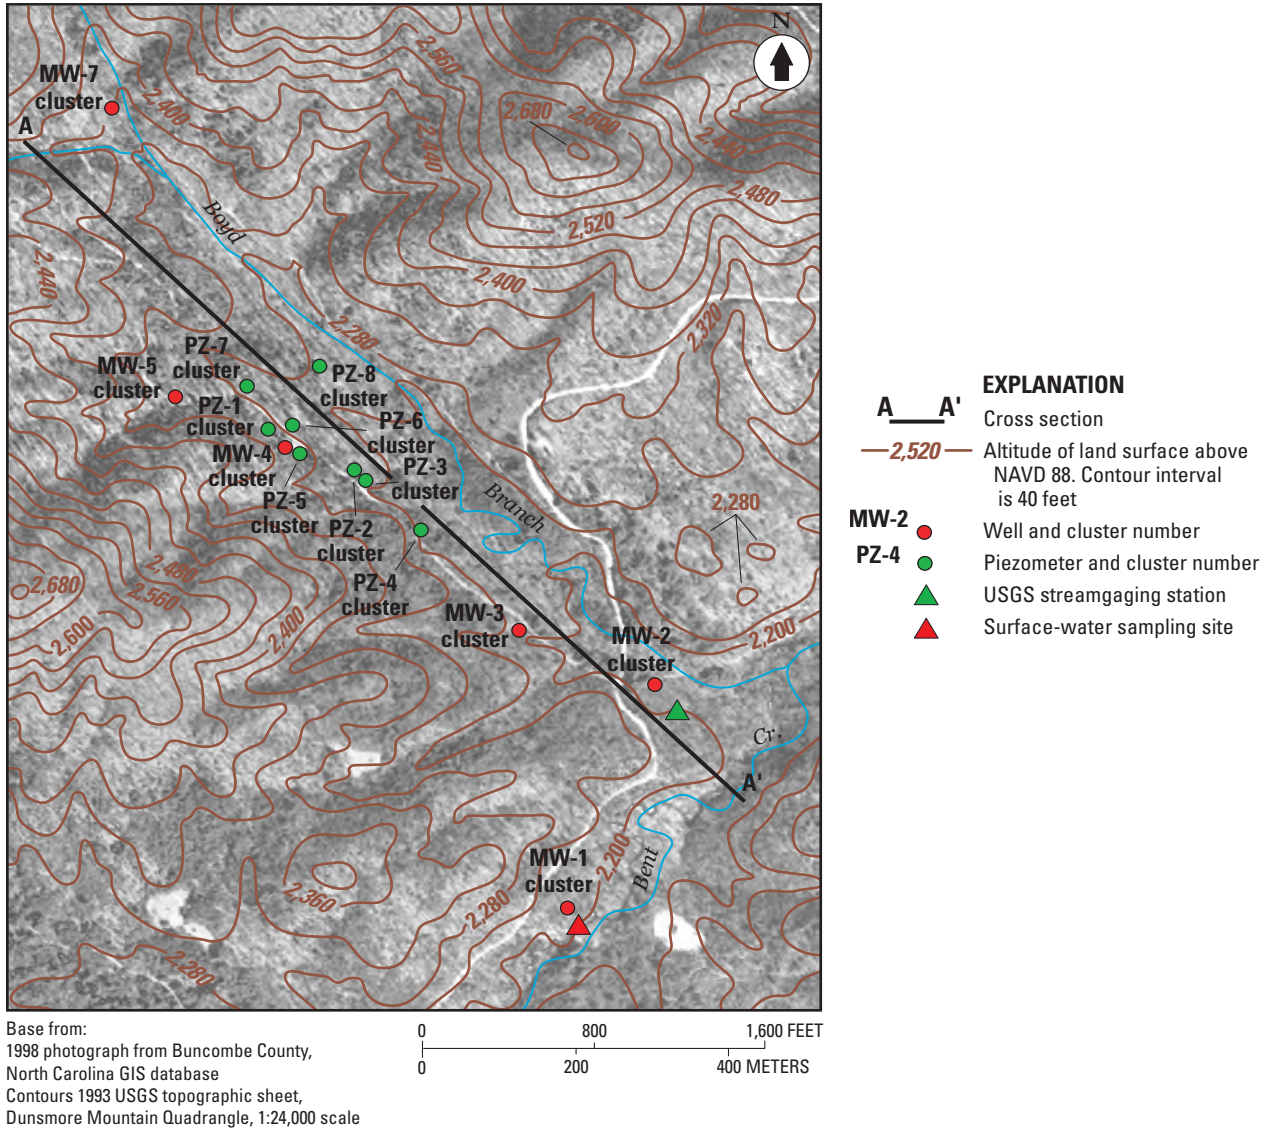 N
2,560
MW-7
cluster
2,400
A
2,680
2,600
2,440
2,440
2,480
Boyd
2,520
2,440
2,400
2,320
2,280
PZ-7
cluster
MW-5
cluster
PZ-8
cluster
PZ-1
cluster
PZ-6
cluster
MW-4
cluster
PZ-3
cluster
PZ-5
cluster
Branch
2,280
PZ-2
cluster
2,480
2,680
2,560
PZ-4
cluster
2,600
2,400
MW-3
cluster
MW-2
cluster
2,200
Cr.
A'
MW-1
cluster
2,200
Bent
2,360
2,280
2,280
EXPLANATION
A A'
Cross section
2,520
Altitude of land surface above
NAVD 88. Contour interval
is 40 feet
MW-2
Well and cluster number
PZ-4
Piezometer and cluster number
USGS streamgaging station
Surface-water sampling site
Base from:
1998 photograph from Buncombe County,
North Carolina GIS database
Contours 1993 USGS topographic sheet,
Dunsmore Mountain Quadrangle, 1:24,000 scale
0 800 1,600 FEET
0 200 400 METERS